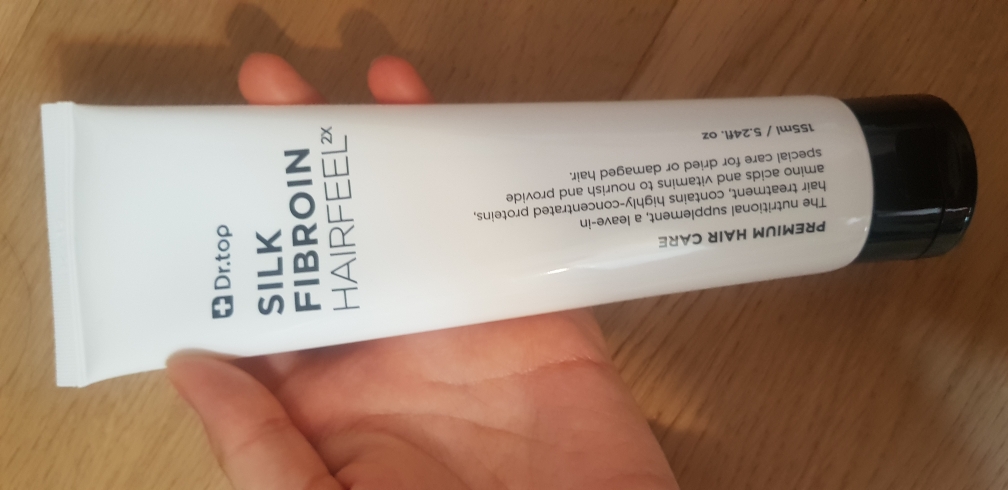 Dr.top
SILK
FIBROIN
HAIRFEEL2X
PREMIUM HAIR CARE
The nutritional supplement, a leave-in
hair treatment, contains highly-concentrated proteins,
amino acids and vitamins to nourish and provide
special care for dried or damaged hair.
155ml / 5.24fl. oz